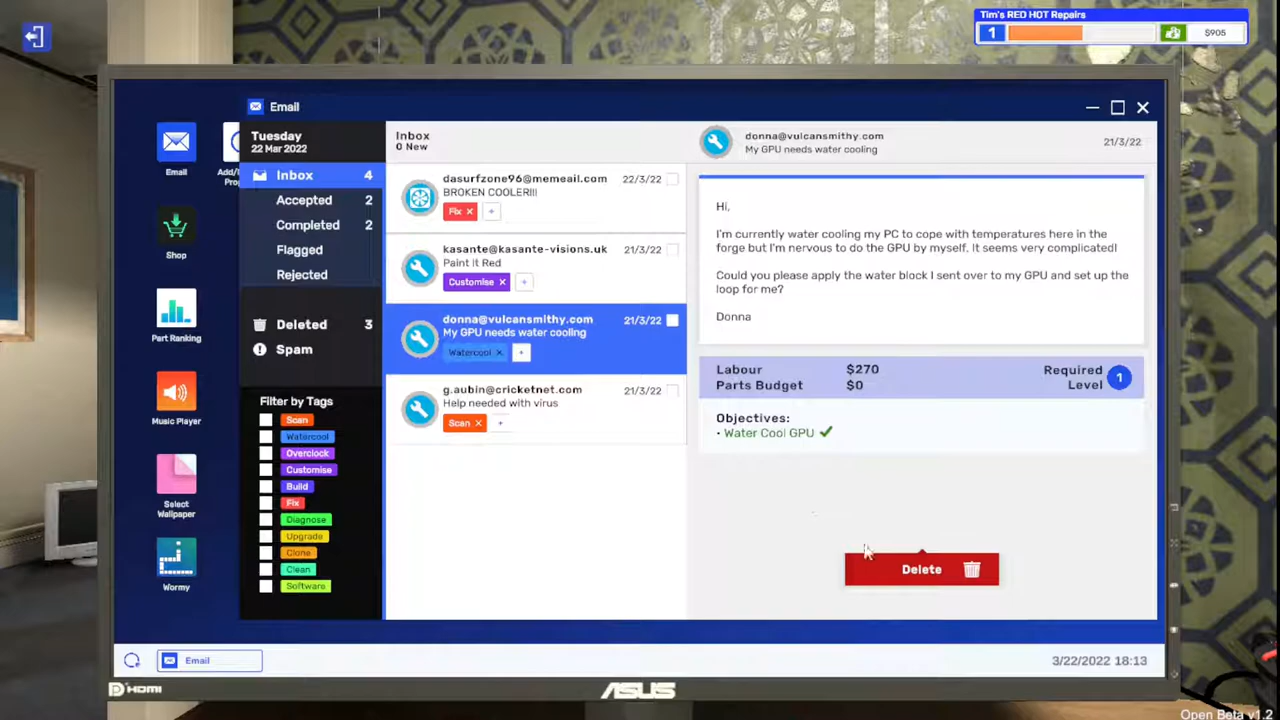 Tim's RED HOT Repairs
1
$905
Email
Tuesday
22 Mar 2022
Inbox 4
Accepted 2
Completed 2
Flagged
Rejected
Deleted 3
Spam
Filter by Tags
Scan
Watercool
Overclock
Customise
Build
Fix
Diagnose
Upgrade
Clone
Clean
Software
Email
Shop
Part Ranking
Music Player
Select
Wallpaper
Wormy
Inbox
0 New
dasurfzone96@memeail.com 22/3/22
BROKEN COOLER!!!
Fix × +
kasante@kasante-visions.uk 21/3/22
Paint It Red
Customise × +
donna@vulcansmithy.com 21/3/22
My GPU needs water cooling
Watercool × +
g.aubin@cricketnet.com 21/3/22
Help needed with virus
Scan × +
donna@vulcansmithy.com
My GPU needs water cooling
21/3/22
Hi,
I'm currently water cooling my PC to cope with temperatures here in the
forge but I'm nervous to do the GPU by myself. It seems very complicated!
Could you please apply the water block I sent over to my GPU and set up the
loop for me?
Donna
Labour $270
Parts Budget $0
Required
Level 1
Objectives:
• Water Cool GPU ✓
Delete
Email
3/22/2022 18:13
HDMI
ASUS
Open Beta v1.2